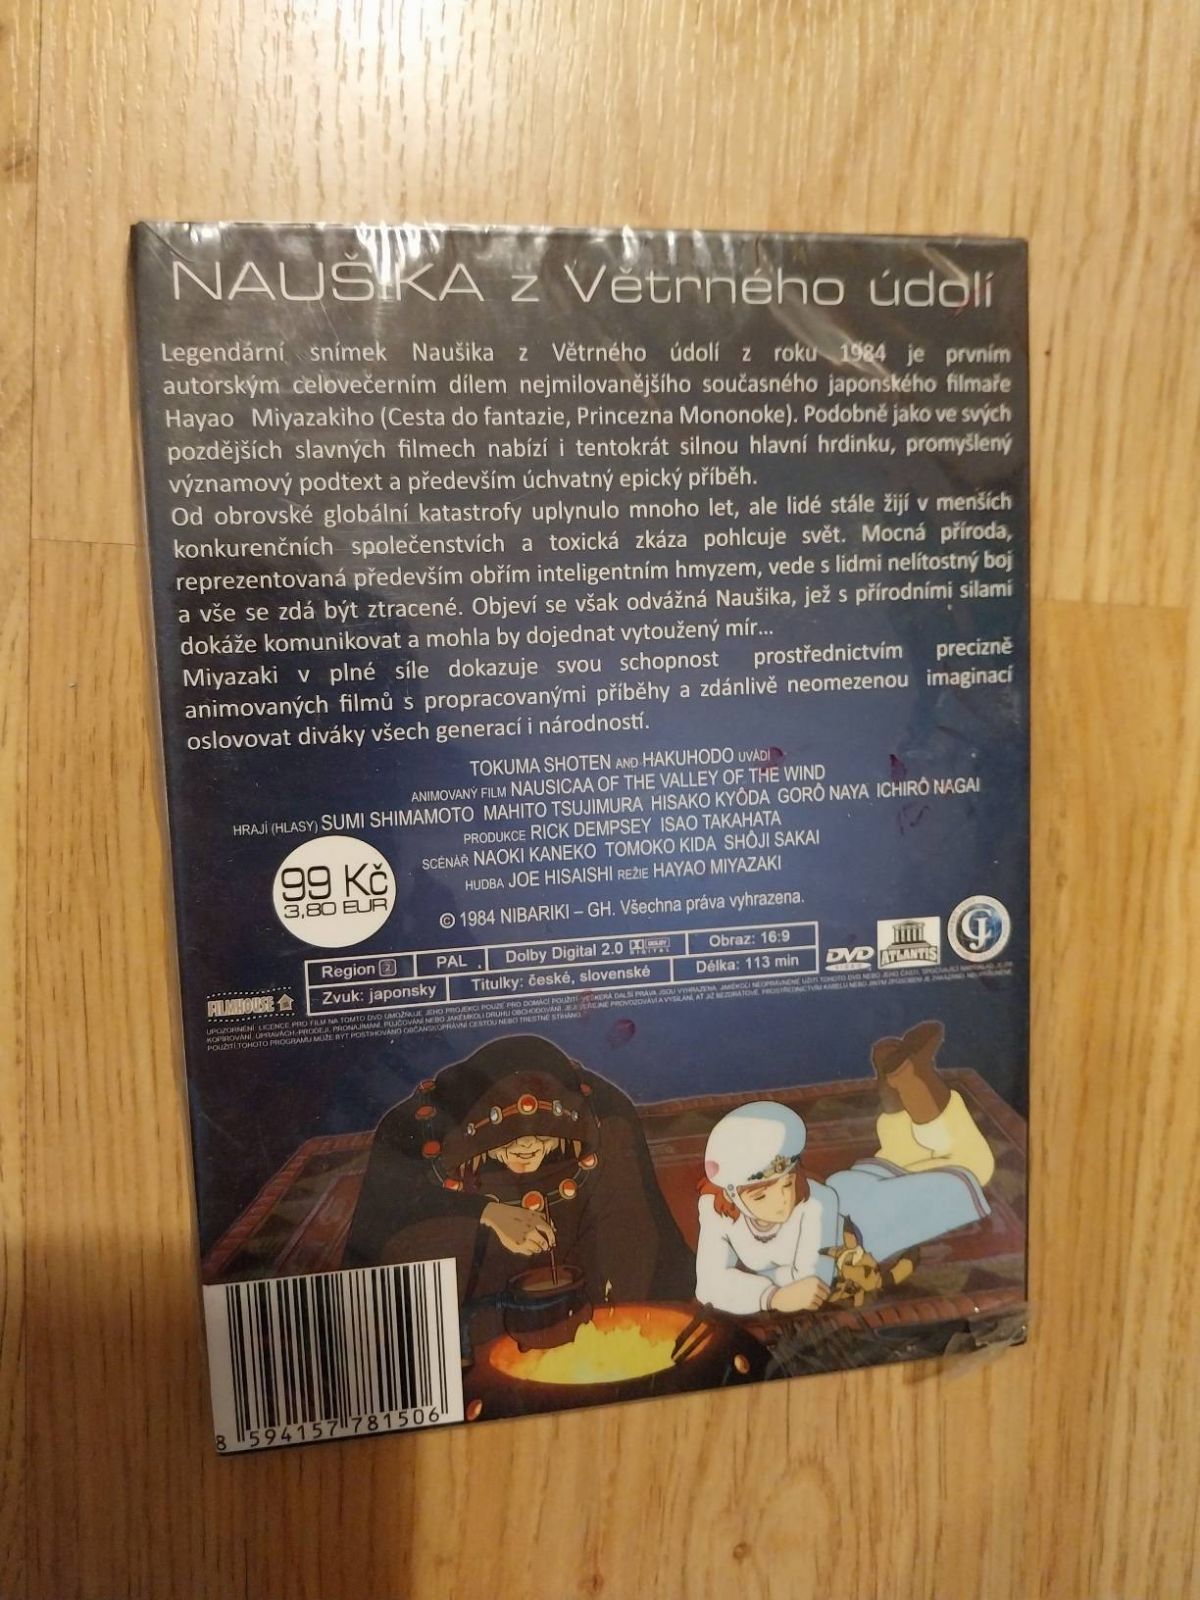 NAUŠIKA z Větrného údolí
Legendární snímek Naušika z Větrného údolí z roku 1984 je prvním
autorským celovečerním dílem nejmilovanějšího současného japonského filmaře
Hayao Miyazakiho (Cesta do fantazie, Princezna Mononoke). Podobně jako ve svých
pozdějších slavných filmech nabízí i tentokrát silnou hlavní hrdinku, promyšlený
významový podtext a především úchvatný epický příběh.
Od obrovské globální katastrofy uplynulo mnoho let, ale lidé stále žijí v menších
konkurenčních společenstvích a toxická zkáza pohlcuje svět. Mocná příroda,
reprezentovaná především obřím inteligentním hmyzem, vede s lidmi nelítostný boj
a vše se zdá být ztracené. Objeví se však odvážná Naušika, jež s přírodními silami
dokáže komunikovat a mohla by dojednat vytoužený mír...
Miyazaki v plné síle dokazuje svou schopnost prostřednictvím precizně
animovaných filmů s propracovanými příběhy a zdánlivě neomezenou imaginací
oslovovat diváky všech generací i národností.
TOKUMA SHOTEN AND HAKUHODO UVÁDÍ
ANIMOVANÝ FILM NAUSICAA OF THE VALLEY OF THE WIND
HRAJÍ (HLASY) SUMI SHIMAMOTO MAHITO TSUJIMURA HISAKO KYÔDA GORÔ NAYA ICHIRÔ NAGAI
PRODUKCE RICK DEMPSEY ISAO TAKAHATA
SCÉNÁŘ NAOKI KANEKO TOMOKO KIDA SHÔJI SAKAI
HUDBA JOE HISAISHI REŽIE HAYAO MIYAZAKI
99 Kč
3,80 EUR
© 1984 NIBARIKI – GH. Všechna práva vyhrazena.
Region 2 PAL Dolby Digital 2.0 DOLBY DIGITAL Obraz: 16:9
Zvuk: japonsky Titulky: české, slovenské Délka: 113 min
DVD VIDEO
ATLANTIS
FILMHOUSE
8 594157 781506